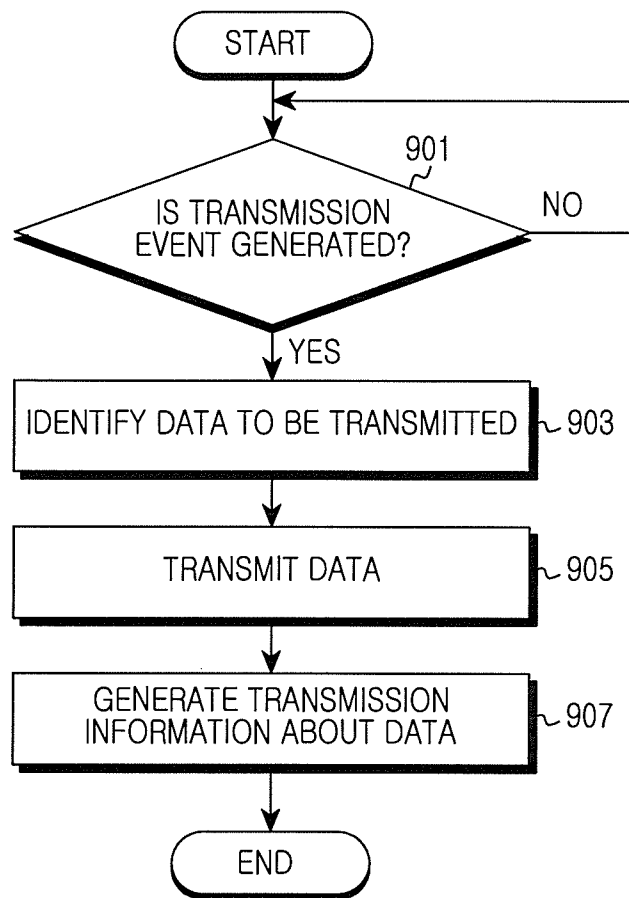 START
901
IS TRANSMISSION
EVENT GENERATED?
NO
YES
IDENTIFY DATA TO BE TRANSMITTED
903
TRANSMIT DATA
905
GENERATE TRANSMISSION
INFORMATION ABOUT DATA
907
END